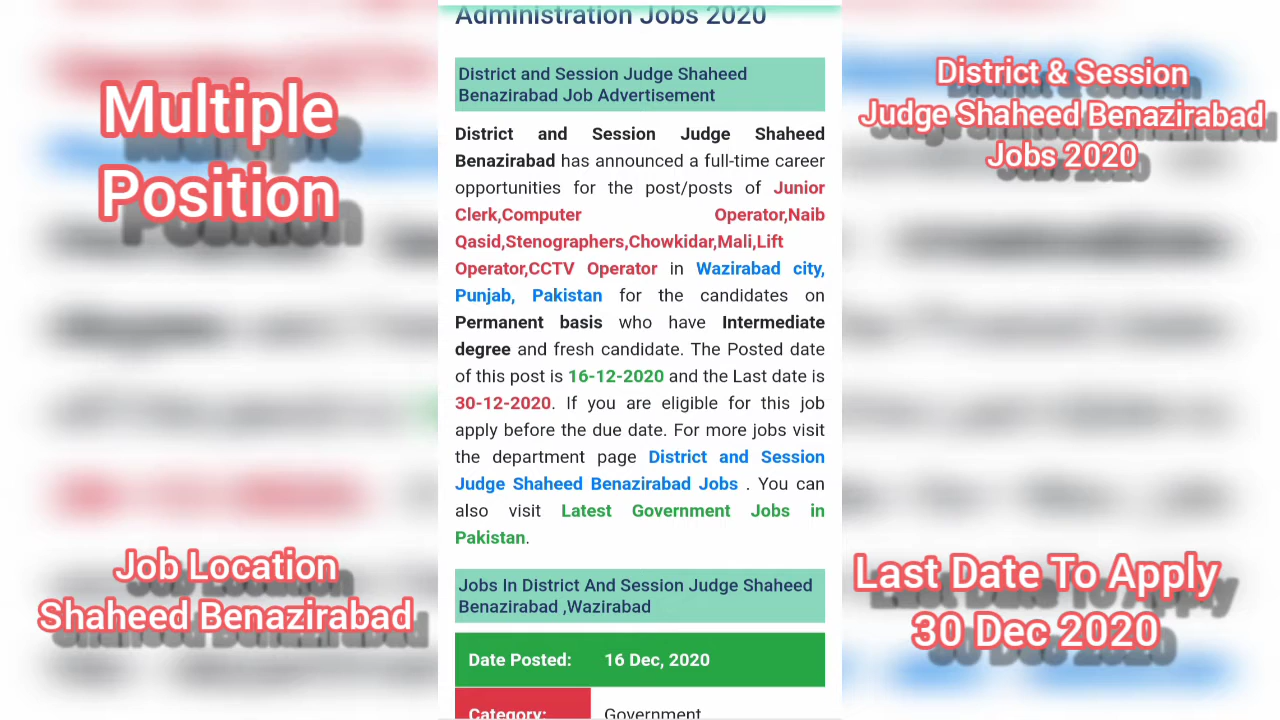 Administration Jobs 2020
District and Session Judge Shaheed
Benazirabad Job Advertisement
District and Session Judge Shaheed
Benazirabad has announced a full-time career
opportunities for the post/posts of Junior
Clerk,Computer Operator,Naib
Qasid,Stenographers,Chowkidar,Mali,Lift
Operator,CCTV Operator in Wazirabad city,
Punjab, Pakistan for the candidates on
Permanent basis who have Intermediate
degree and fresh candidate. The Posted date
of this post is 16-12-2020 and the Last date is
30-12-2020. If you are eligible for this job
apply before the due date. For more jobs visit
the department page District and Session
Judge Shaheed Benazirabad Jobs . You can
also visit Latest Government Jobs in
Pakistan.
Jobs In District And Session Judge Shaheed
Benazirabad ,Wazirabad
Date Posted: 16 Dec, 2020
Category: Government
Multiple
Position
Job Location
Shaheed Benazirabad
District & Session
Judge Shaheed Benazirabad
Jobs 2020
Last Date To Apply
30 Dec 2020